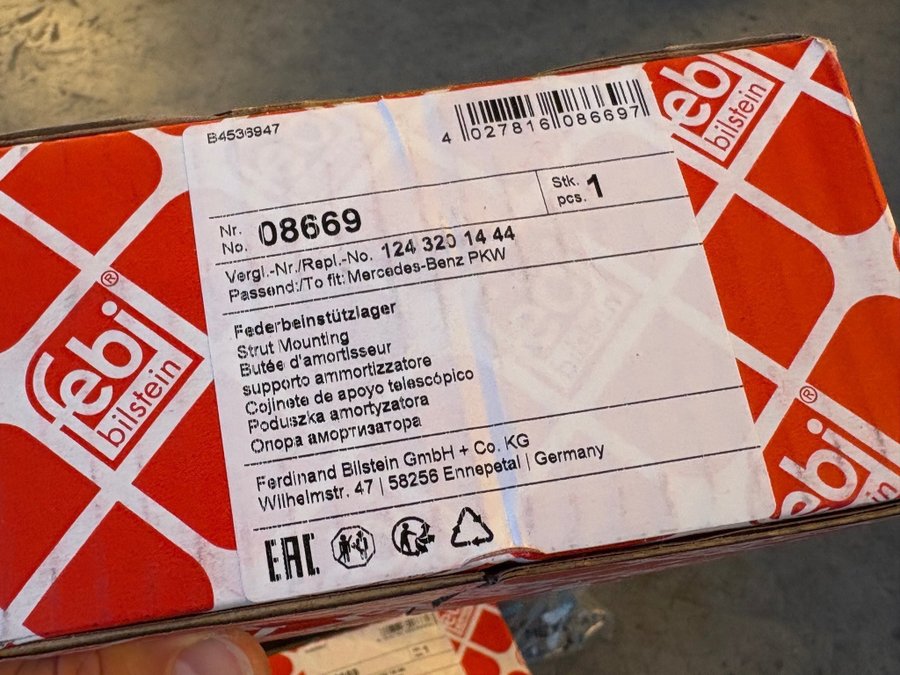 B4536947
4 027816 086697
febi
bilstein
Nr.
No. 08669
Stk.
pcs. 1
Vergl.-Nr./Repl.-No. 124 320 14 44
Passend:/To fit: Mercedes-Benz PKW
Federbeinstützlager
Strut Mounting
Butée d'amortisseur
supporto ammortizzatore
Cojinete de apoyo telescópico
Poduszka amortyzatora
Опора амортизатора
Ferdinand Bilstein GmbH + Co. KG
Wilhelmstr. 47 | 58256 Ennepetal | Germany
EAC
febi®
bilstein
febi®
bilstein